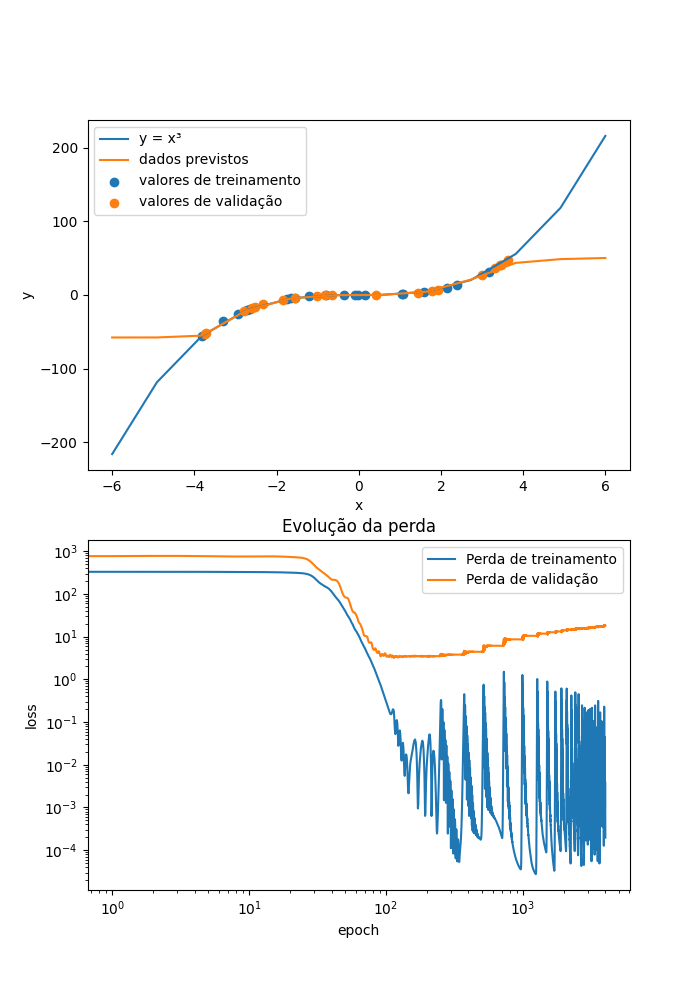 200
100
0
−100
−200
y
y = x³
dados previstos
valores de treinamento
valores de validação
−6 −4 −2 0 2 4 6
x
Evolução da perda
10³
10²
10¹
10⁰
10⁻¹
10⁻²
10⁻³
10⁻⁴
loss
Perda de treinamento
Perda de validação
10⁰ 10¹ 10² 10³
epoch